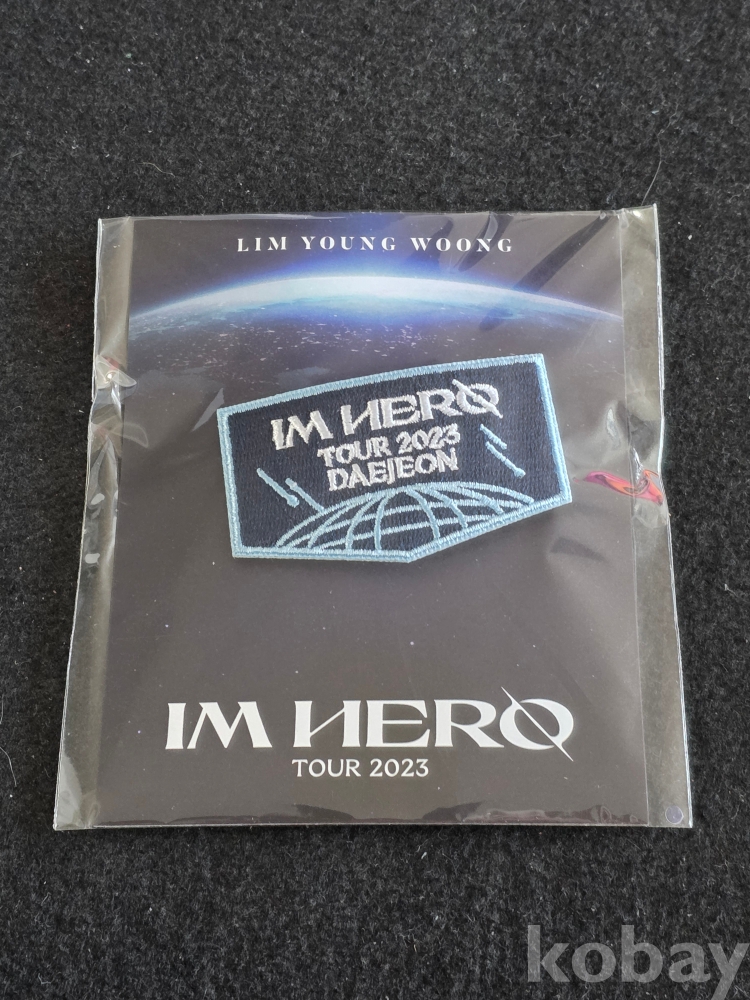 LIM YOUNG WOONG
IM HERO
TOUR 2023
DAEJEON
IM HERO
TOUR 2023
kobay